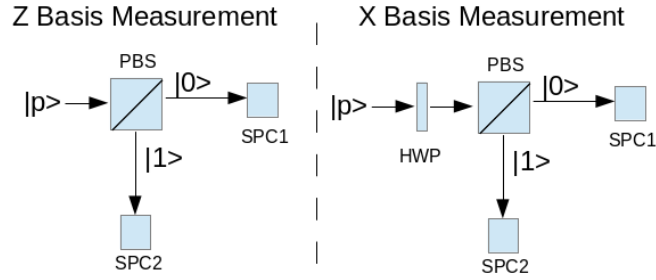 Z Basis Measurement
PBS
|p>
|0>
SPC1
|1>
SPC2
X Basis Measurement
PBS
|p>
|0>
HWP
SPC1
|1>
SPC2